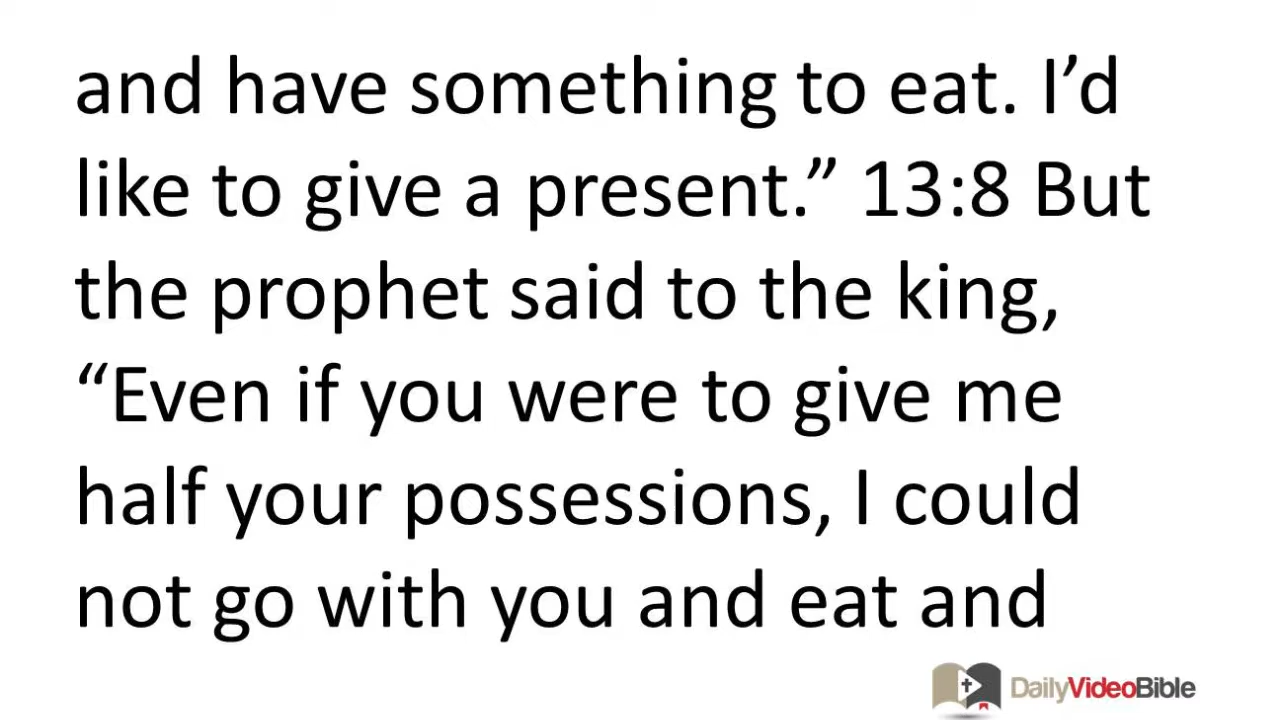 and have something to eat. I’d
like to give a present.” 13:8 But
the prophet said to the king,
“Even if you were to give me
half your possessions, I could
not go with you and eat and
DailyVideoBible